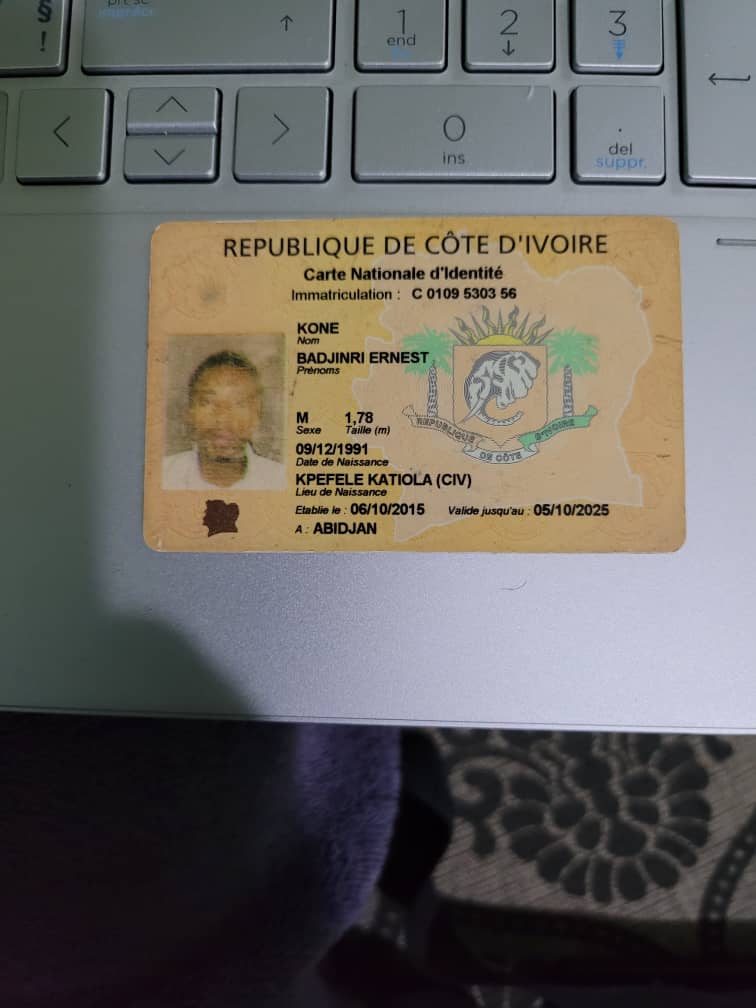 §
!
prt sc
impr écr
↑
1
end
2
↓
3
0
ins
.
del
suppr.
REPUBLIQUE DE CÔTE D'IVOIRE
Carte Nationale d'Identité
Immatriculation : C 0109 5303 56
KONE
Nom
BADJINRI ERNEST
Prénoms
M 1,78
Sexe Taille (m)
09/12/1991
Date de Naissance
KPEFELE KATIOLA (CIV)
Lieu de Naissance
Etablie le : 06/10/2015 Valide jusqu'au : 05/10/2025
A : ABIDJAN
REPUBLIQUE
DE CÔTE
D'IVOIRE